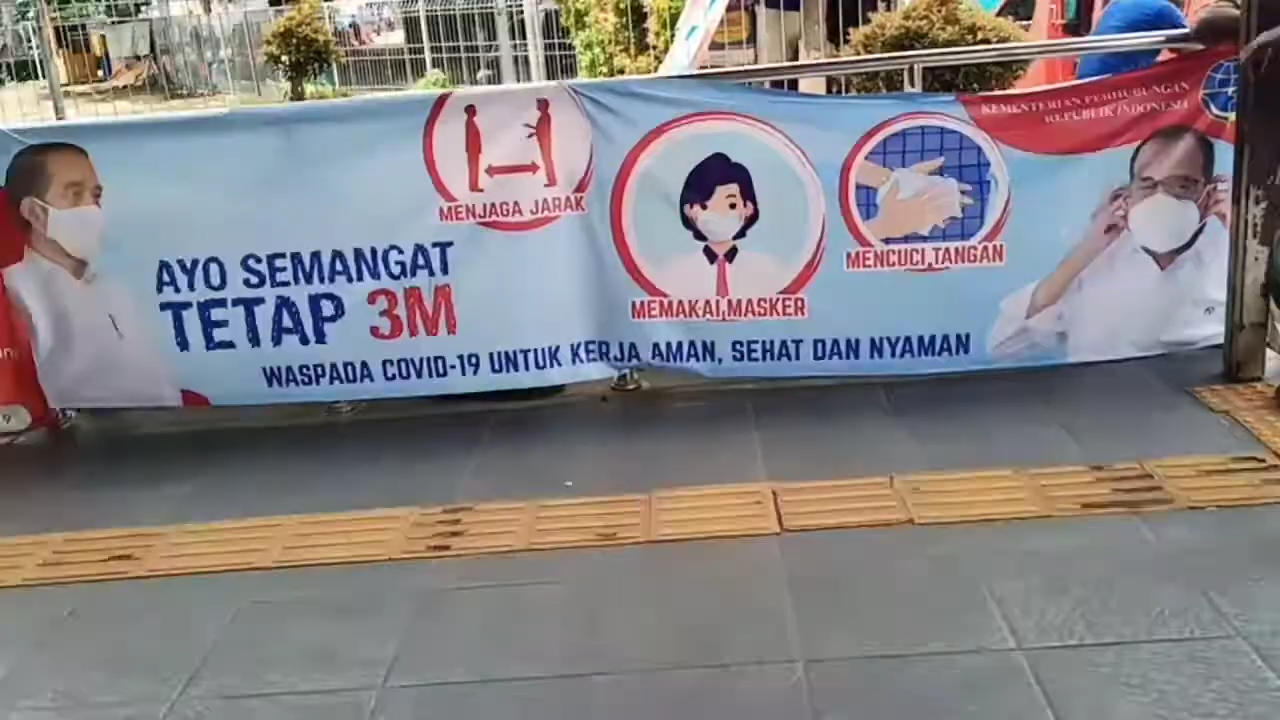 KEMENTERIAN PERHUBUNGAN
REPUBLIK INDONESIA
MENJAGA JARAK
MEMAKAI MASKER
MENCUCI TANGAN
AYO SEMANGAT
TETAP 3M
WASPADA COVID-19 UNTUK KERJA AMAN, SEHAT DAN NYAMAN